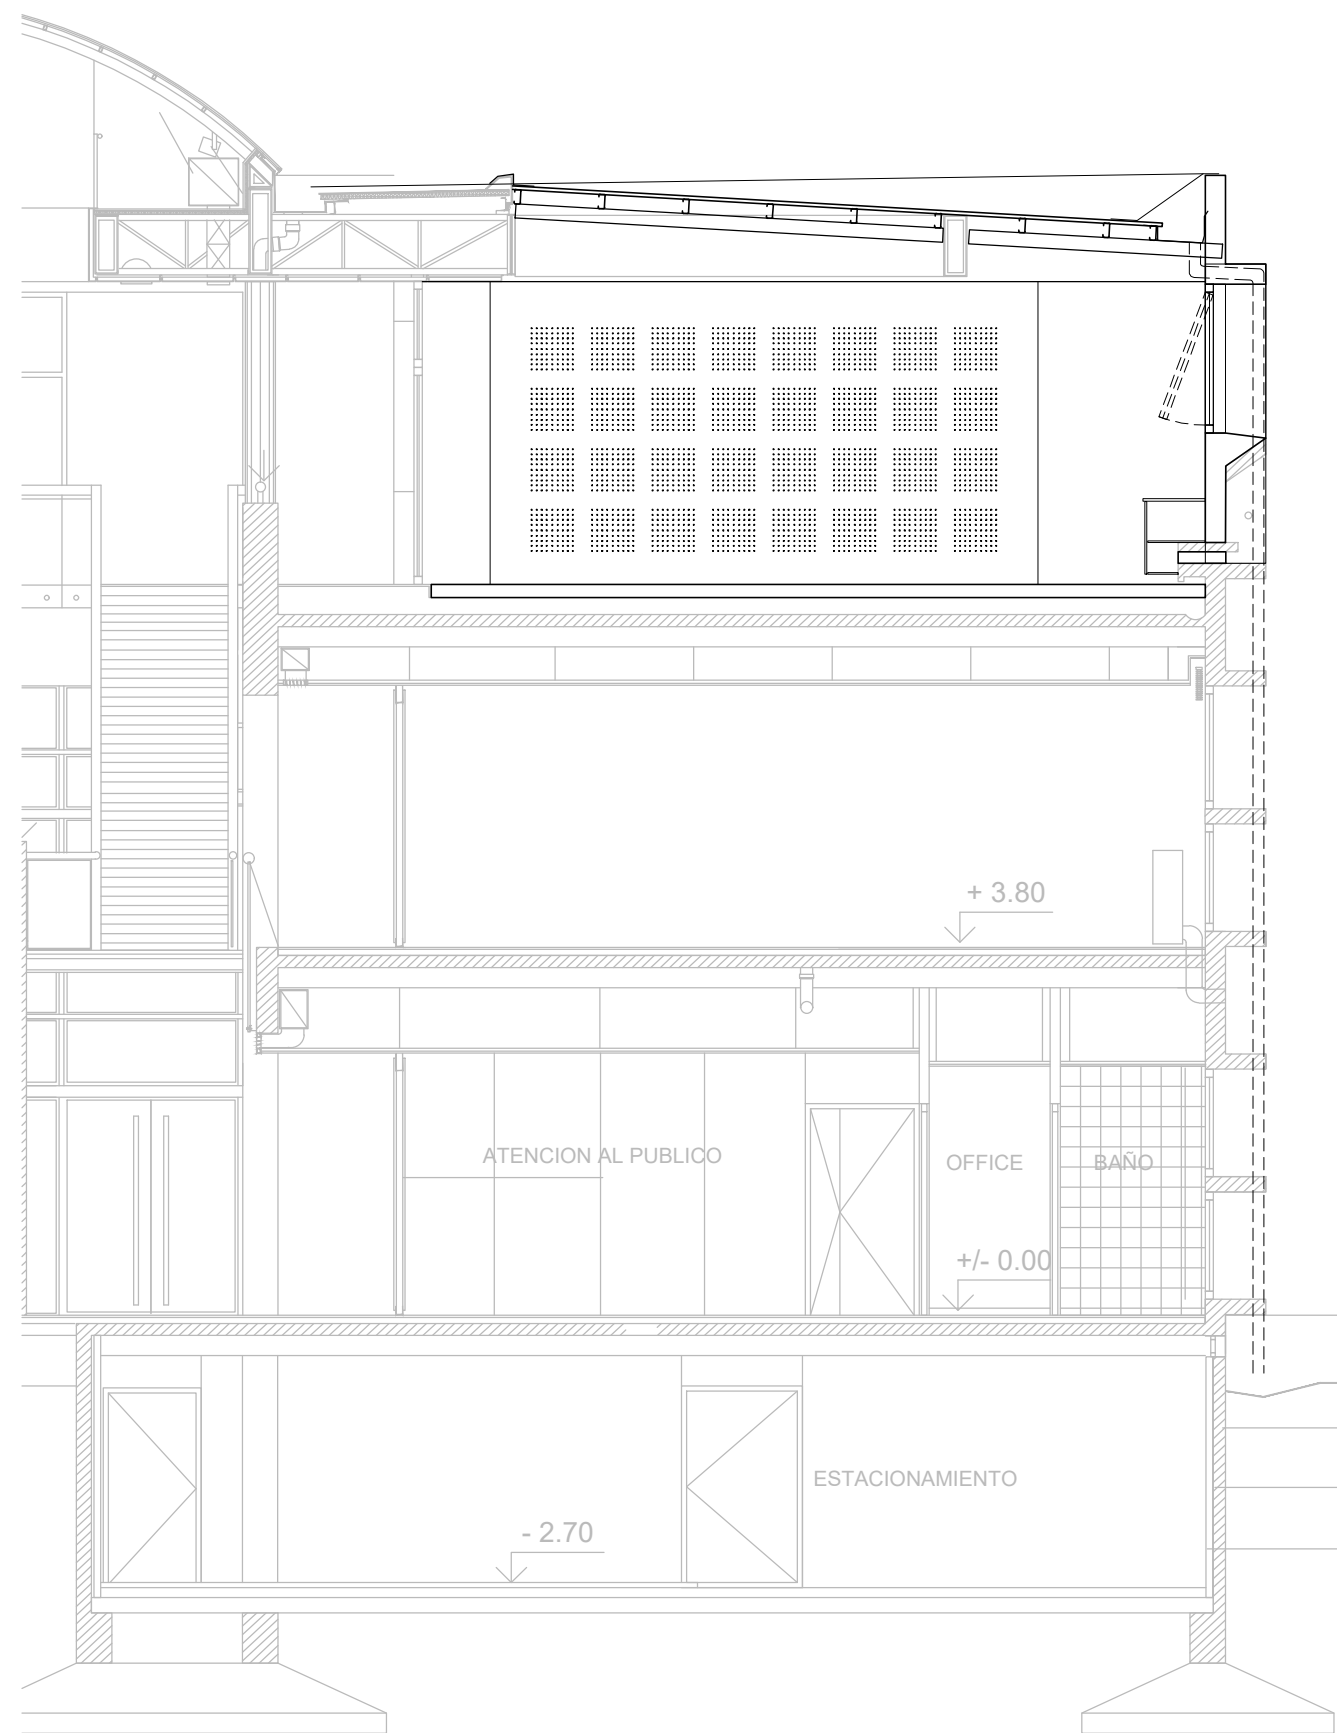 + 3.80
ATENCION AL PUBLICO
OFFICE
BAÑO
+/- 0.00
ESTACIONAMIENTO
- 2.70